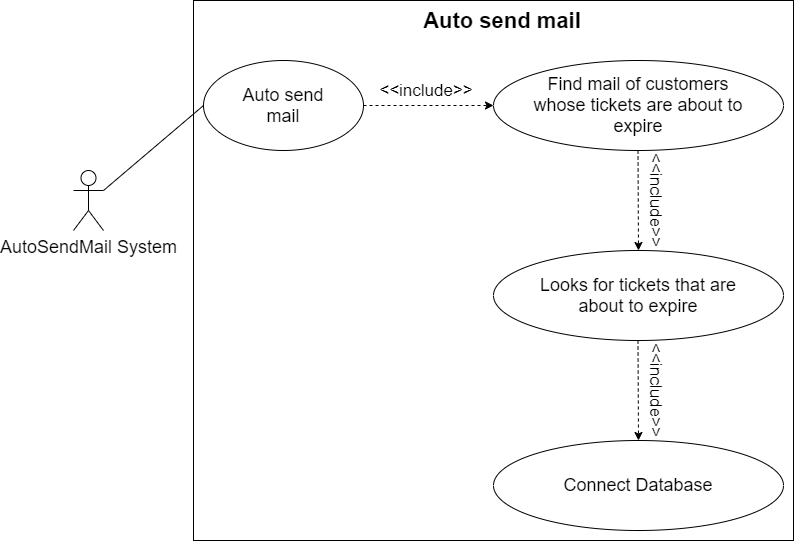 Auto send mail
Auto send
mail
<<include>>
Find mail of customers
whose tickets are about to
expire
<<include>>
AutoSendMail System
Looks for tickets that are
about to expire
<<include>>
Connect Database